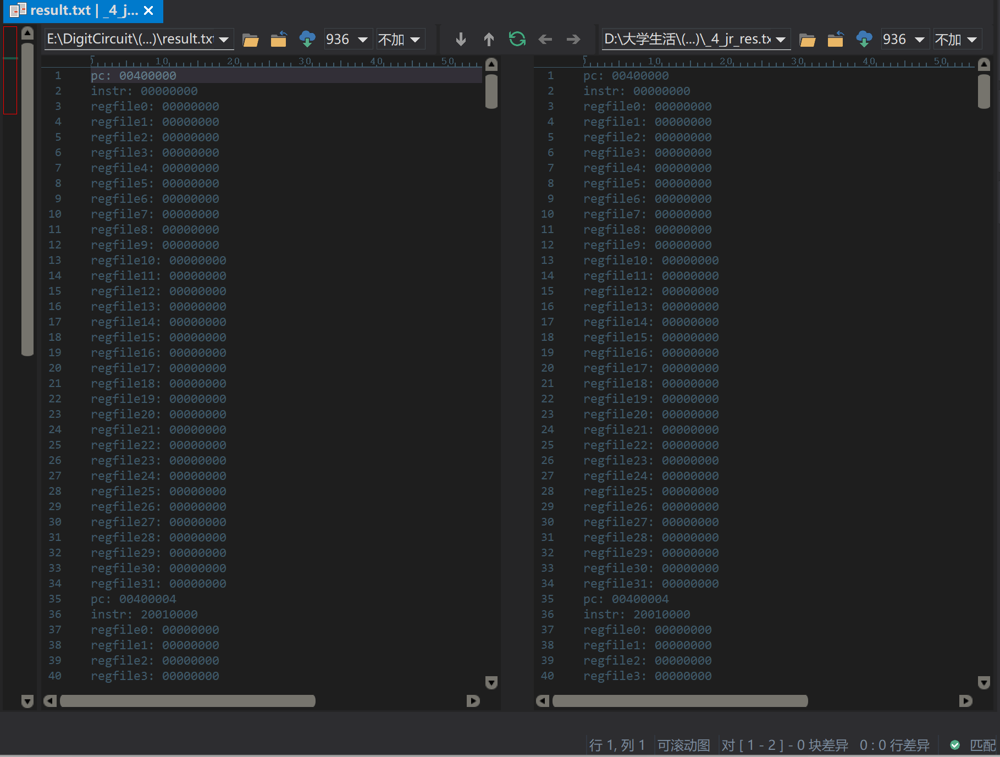 result.txt | _4_j...
E:\DigitCircuit\(...)\result.txt 936 不加 D:\大学生活\(...)\_4_jr_res.tx 936 不加
0 10 20 30 40 50 0 10 20 30 40 50
1 pc: 00400000 1 pc: 00400000
2 instr: 00000000 2 instr: 00000000
3 regfile0: 00000000 3 regfile0: 00000000
4 regfile1: 00000000 4 regfile1: 00000000
5 regfile2: 00000000 5 regfile2: 00000000
6 regfile3: 00000000 6 regfile3: 00000000
7 regfile4: 00000000 7 regfile4: 00000000
8 regfile5: 00000000 8 regfile5: 00000000
9 regfile6: 00000000 9 regfile6: 00000000
10 regfile7: 00000000 10 regfile7: 00000000
11 regfile8: 00000000 11 regfile8: 00000000
12 regfile9: 00000000 12 regfile9: 00000000
13 regfile10: 00000000 13 regfile10: 00000000
14 regfile11: 00000000 14 regfile11: 00000000
15 regfile12: 00000000 15 regfile12: 00000000
16 regfile13: 00000000 16 regfile13: 00000000
17 regfile14: 00000000 17 regfile14: 00000000
18 regfile15: 00000000 18 regfile15: 00000000
19 regfile16: 00000000 19 regfile16: 00000000
20 regfile17: 00000000 20 regfile17: 00000000
21 regfile18: 00000000 21 regfile18: 00000000
22 regfile19: 00000000 22 regfile19: 00000000
23 regfile20: 00000000 23 regfile20: 00000000
24 regfile21: 00000000 24 regfile21: 00000000
25 regfile22: 00000000 25 regfile22: 00000000
26 regfile23: 00000000 26 regfile23: 00000000
27 regfile24: 00000000 27 regfile24: 00000000
28 regfile25: 00000000 28 regfile25: 00000000
29 regfile26: 00000000 29 regfile26: 00000000
30 regfile27: 00000000 30 regfile27: 00000000
31 regfile28: 00000000 31 regfile28: 00000000
32 regfile29: 00000000 32 regfile29: 00000000
33 regfile30: 00000000 33 regfile30: 00000000
34 regfile31: 00000000 34 regfile31: 00000000
35 pc: 00400004 35 pc: 00400004
36 instr: 20010000 36 instr: 20010000
37 regfile0: 00000000 37 regfile0: 00000000
38 regfile1: 00000000 38 regfile1: 00000000
39 regfile2: 00000000 39 regfile2: 00000000
40 regfile3: 00000000 40 regfile3: 00000000
行 1, 列 1 可滚动图 对 [ 1 - 2 ] - 0 块差异 0 : 0 行差异 匹配